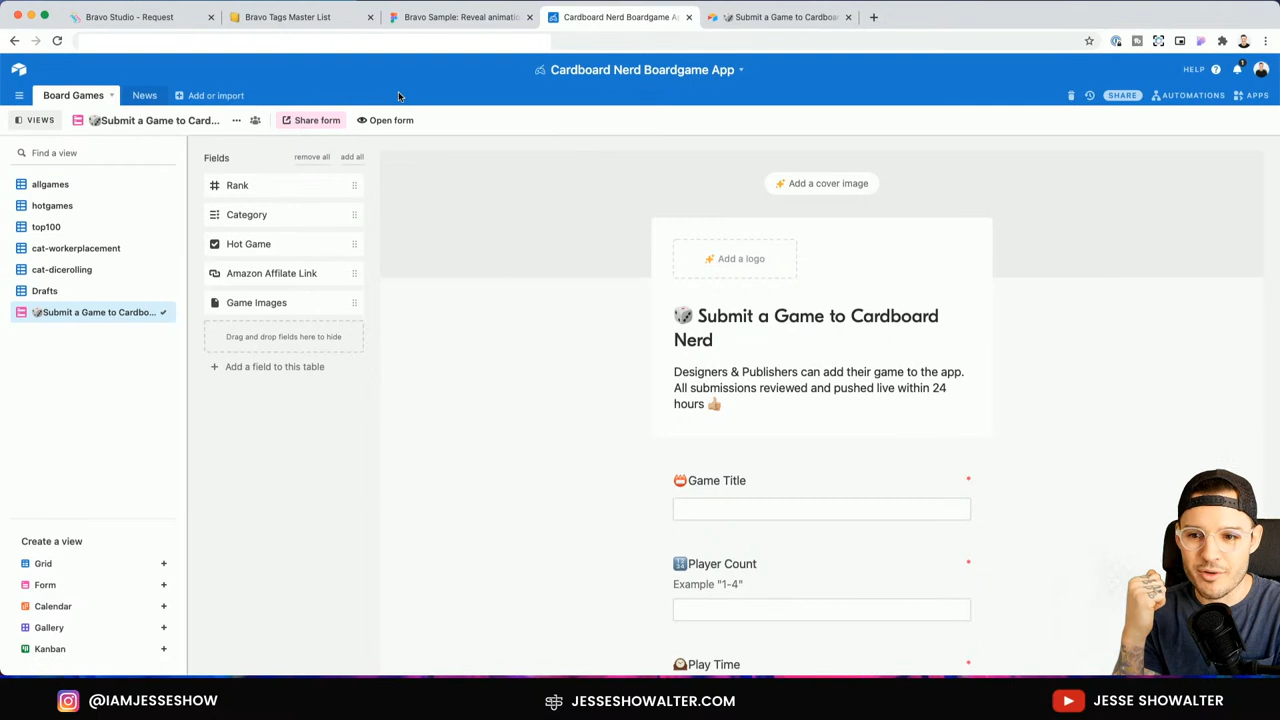 Bravo Studio - Request
Bravo Tags Master List
Bravo Sample: Reveal animatio
Cardboard Nerd Boardgame A
Submit a Game to Cardboa
Cardboard Nerd Boardgame App
HELP
1
Board Games
News
Add or import
SHARE
AUTOMATIONS
APPS
VIEWS
Submit a Game to Card...
Share form
Open form
Find a view
allgames
hotgames
top100
cat-workerplacement
cat-dicerolling
Drafts
Submit a Game to Cardbo...
Create a view
Grid
Form
Calendar
Gallery
Kanban
Fields
remove all
add all
Rank
Category
Hot Game
Amazon Affilate Link
Game Images
Drag and drop fields here to hide
Add a field to this table
Add a cover image
Add a logo
Submit a Game to Cardboard
Nerd
Designers & Publishers can add their game to the app.
All submissions reviewed and pushed live within 24
hours
Game Title *
Player Count *
Example "1-4"
Play Time *
@IAMJESSESHOW
JESSESHOWALTER.COM
JESSE SHOWALTER